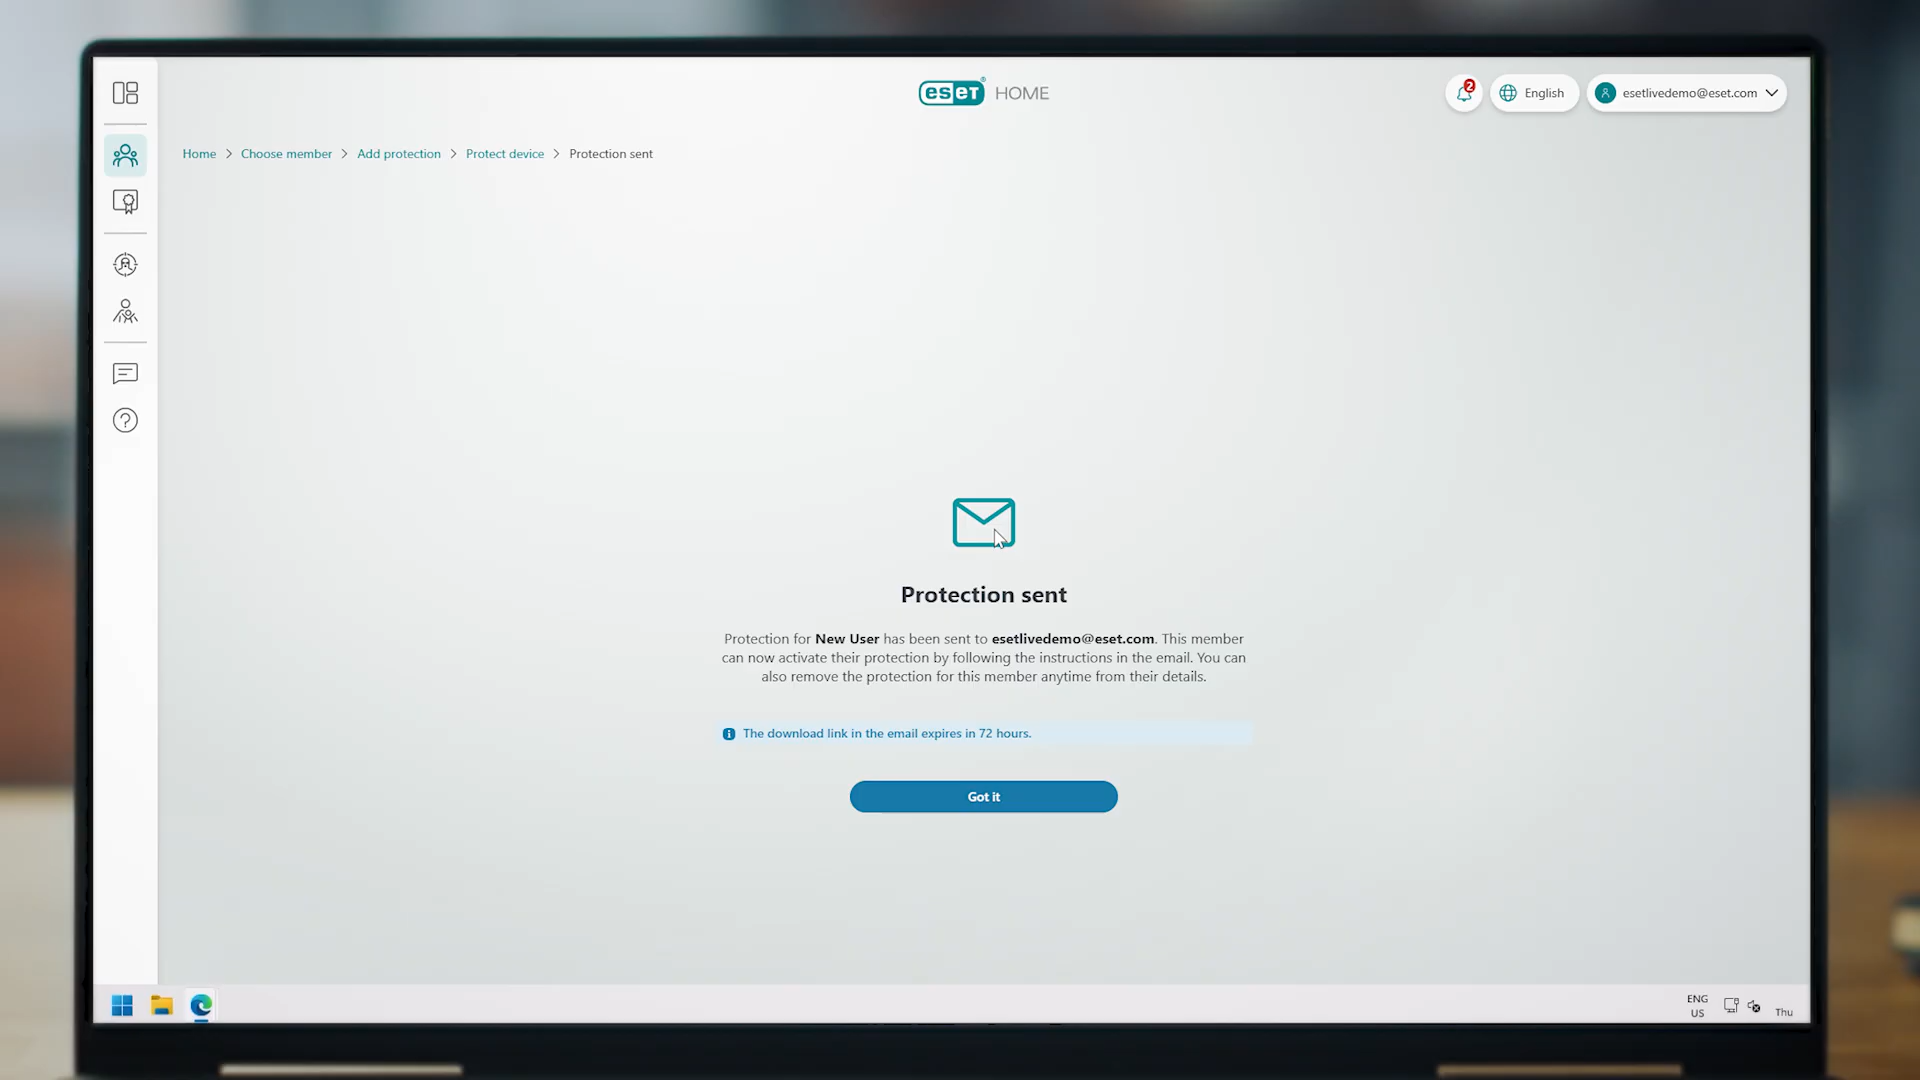 eset HOME
2
English
esetlivedemo@eset.com
Home > Choose member > Add protection > Protect device > Protection sent
Protection sent
Protection for New User has been sent to esetlivedemo@eset.com. This member
can now activate their protection by following the instructions in the email. You can
also remove the protection for this member anytime from their details.
The download link in the email expires in 72 hours.
Got it
ENG
US
Thu